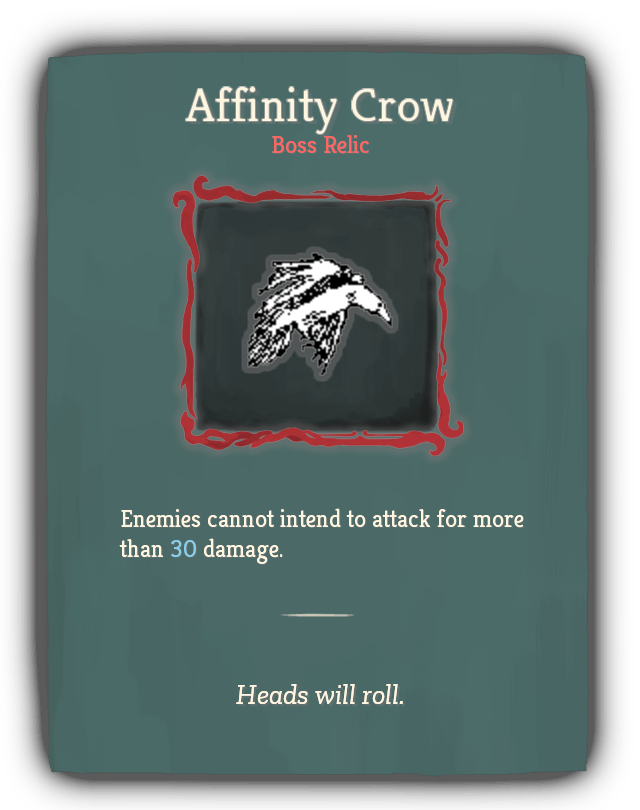 Affinity Crow
Boss Relic
Enemies cannot intend to attack for more
than 30 damage.
Heads will roll.